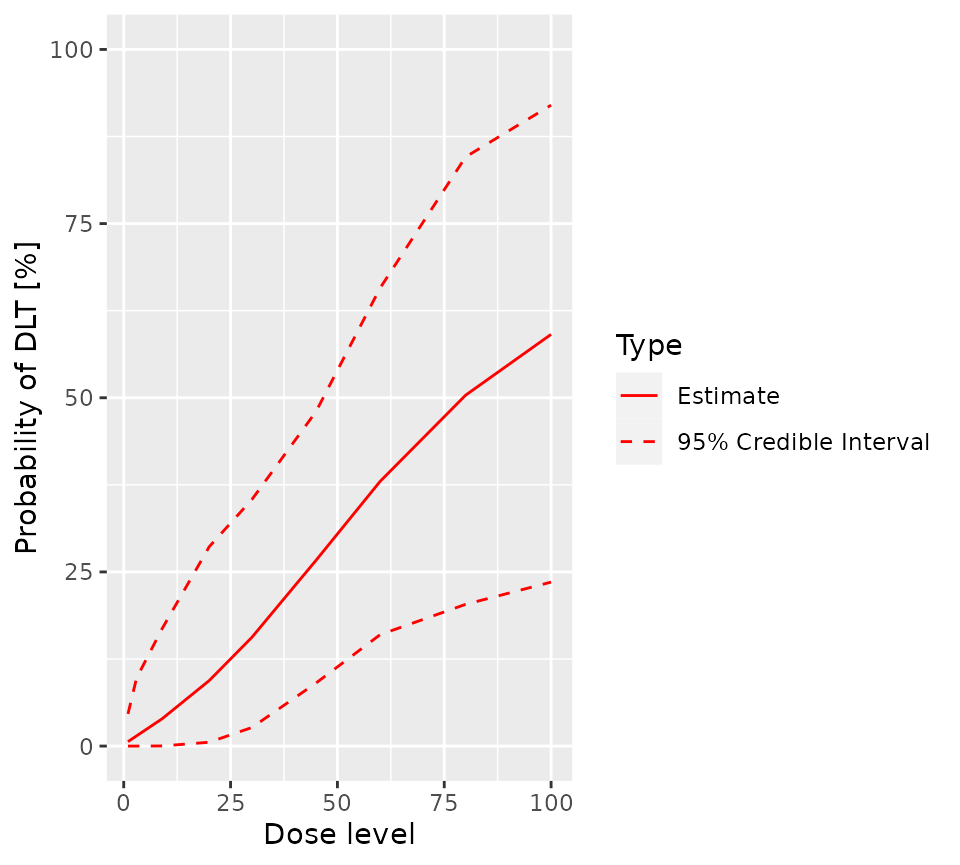 Probability of DLT [%]
100
75
50
25
0
0 25 50 75 100
Dose level
Type
Estimate
95% Credible Interval